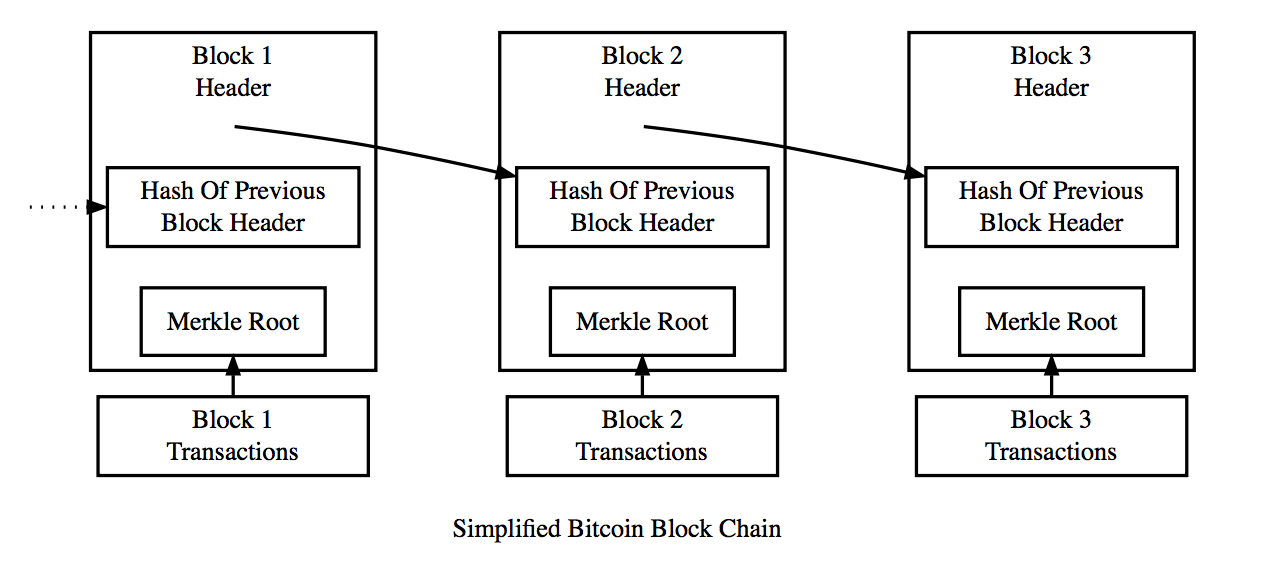 Block 1
Header
Hash Of Previous
Block Header
Merkle Root
Block 1
Transactions
Block 2
Header
Hash Of Previous
Block Header
Merkle Root
Block 2
Transactions
Block 3
Header
Hash Of Previous
Block Header
Merkle Root
Block 3
Transactions
Simplified Bitcoin Block Chain